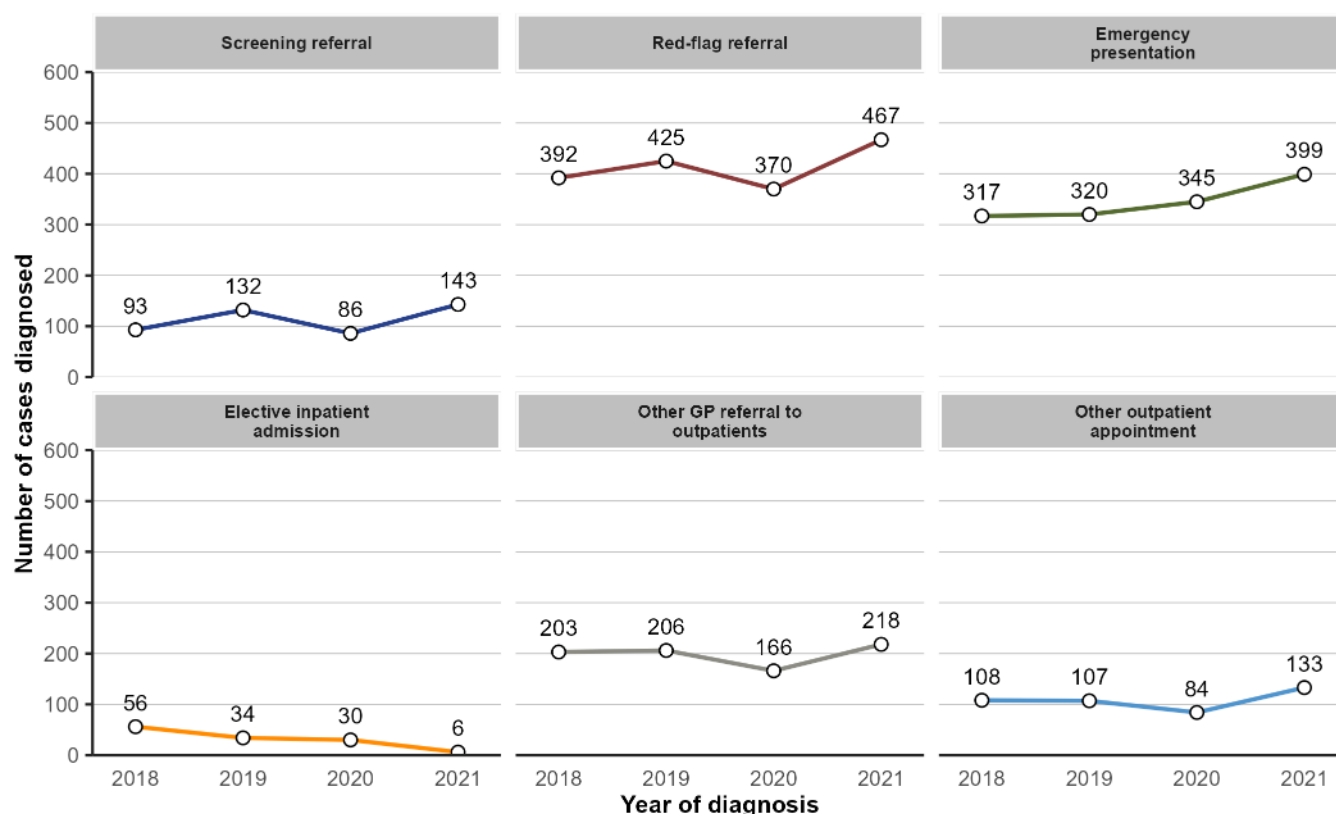 Screening referral
Red-flag referral
Emergency
presentation
600
500
400
300
200
100
0
93
132
86
143
392
425
370
467
317
320
345
399
Number of cases diagnosed
Elective inpatient
admission
Other GP referral to
outpatients
Other outpatient
appointment
600
500
400
300
200
100
0
56
34
30
6
203
206
166
218
108
107
84
133
2018 2019 2020 2021
2018 2019 2020 2021
2018 2019 2020 2021
Year of diagnosis